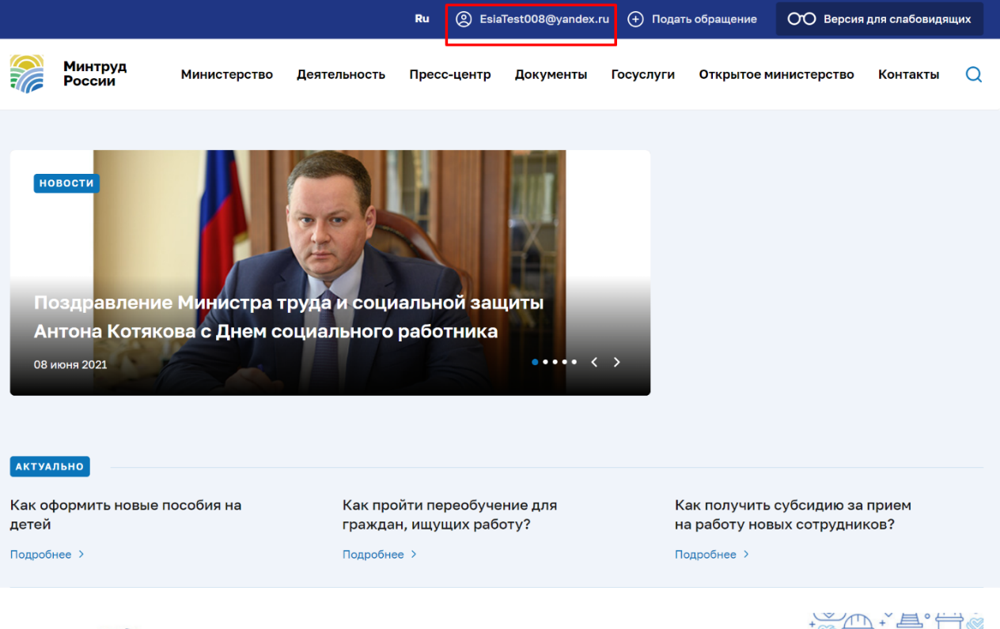 Ru EsiaTest008@yandex.ru Подать обращение Версия для слабовидящих
Минтруд
России
Министерство Деятельность Пресс-центр Документы Госуслуги Открытое министерство Контакты
НОВОСТИ
Поздравление Министра труда и социальной защиты
Антона Котякова с Днем социального работника
08 июня 2021
АКТУАЛЬНО
Как оформить новые пособия на
детей
Подробнее
Как пройти переобучение для
граждан, ищущих работу?
Подробнее
Как получить субсидию за прием
на работу новых сотрудников?
Подробнее